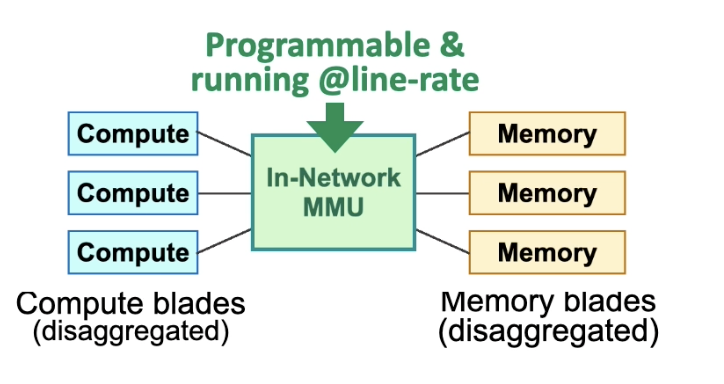 Programmable &
running @line-rate
Compute
Memory
In-Network
MMU
Compute
Memory
Compute
Memory
Compute blades
(disaggregated)
Memory blades
(disaggregated)